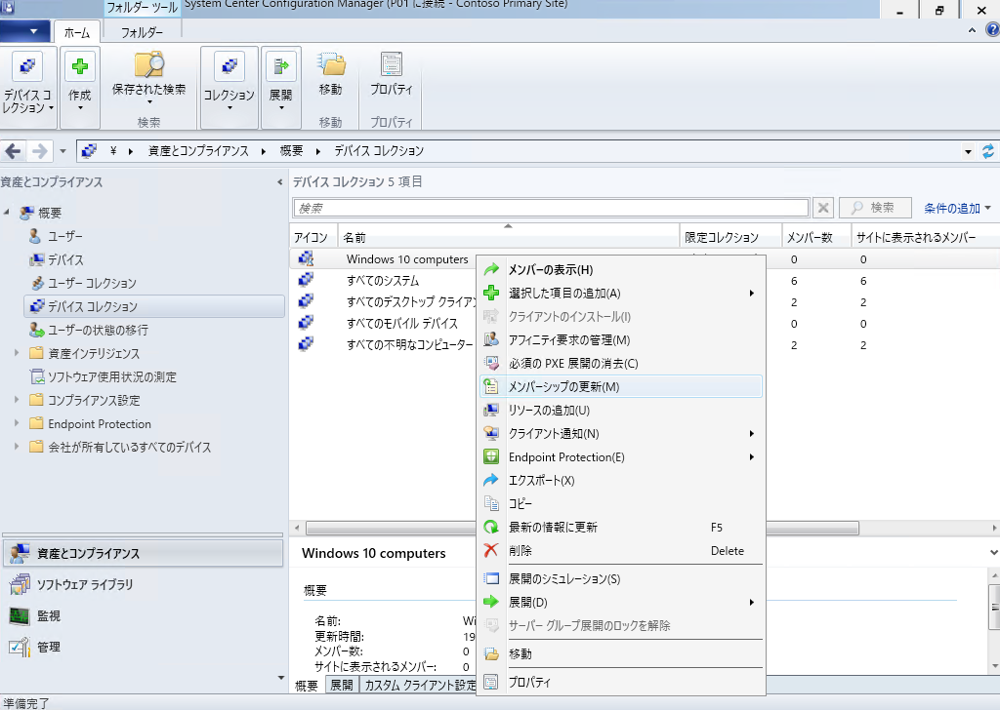 フォルダー ツール
System Center Configuration Manager (P01 に接続 - Contoso Primary Site)
ホーム
フォルダー
デバイス コレクション
作成
保存された検索
コレクション
展開
移動
プロパティ
検索
移動
プロパティ
¥ ▸ 資産とコンプライアンス ▸ 概要 ▸ デバイス コレクション
資産とコンプライアンス
概要
ユーザー
デバイス
ユーザー コレクション
デバイス コレクション
ユーザーの状態の移行
資産インテリジェンス
ソフトウェア使用状況の測定
コンプライアンス設定
Endpoint Protection
会社が所有しているすべてのデバイス
資産とコンプライアンス
ソフトウェア ライブラリ
監視
管理
デバイス コレクション 5 項目
検索
検索
条件の追加
アイコン 名前 限定コレクション メンバー数 サイトに表示されるメンバー
Windows 10 computers 0 0
すべてのシステム 6 6
すべてのデスクトップ クライアン 2 2
すべてのモバイル デバイス 0 0
すべての不明なコンピューター 2 2
メンバーの表示(H)
選択した項目の追加(A)
クライアントのインストール(I)
アフィニティ要求の管理(M)
必須の PXE 展開の消去(C)
メンバーシップの更新(M)
リソースの追加(U)
クライアント通知(N)
Endpoint Protection(E)
エクスポート(X)
コピー
最新の情報に更新 F5
削除 Delete
展開のシミュレーション(S)
展開(D)
サーバー グループ展開のロックを解除
移動
プロパティ
Windows 10 computers
概要
名前: Wi
更新時間: 19
メンバー数: 0
サイトに表示されるメンバー: 0
概要 展開 カスタム クライアント設定
準備完了